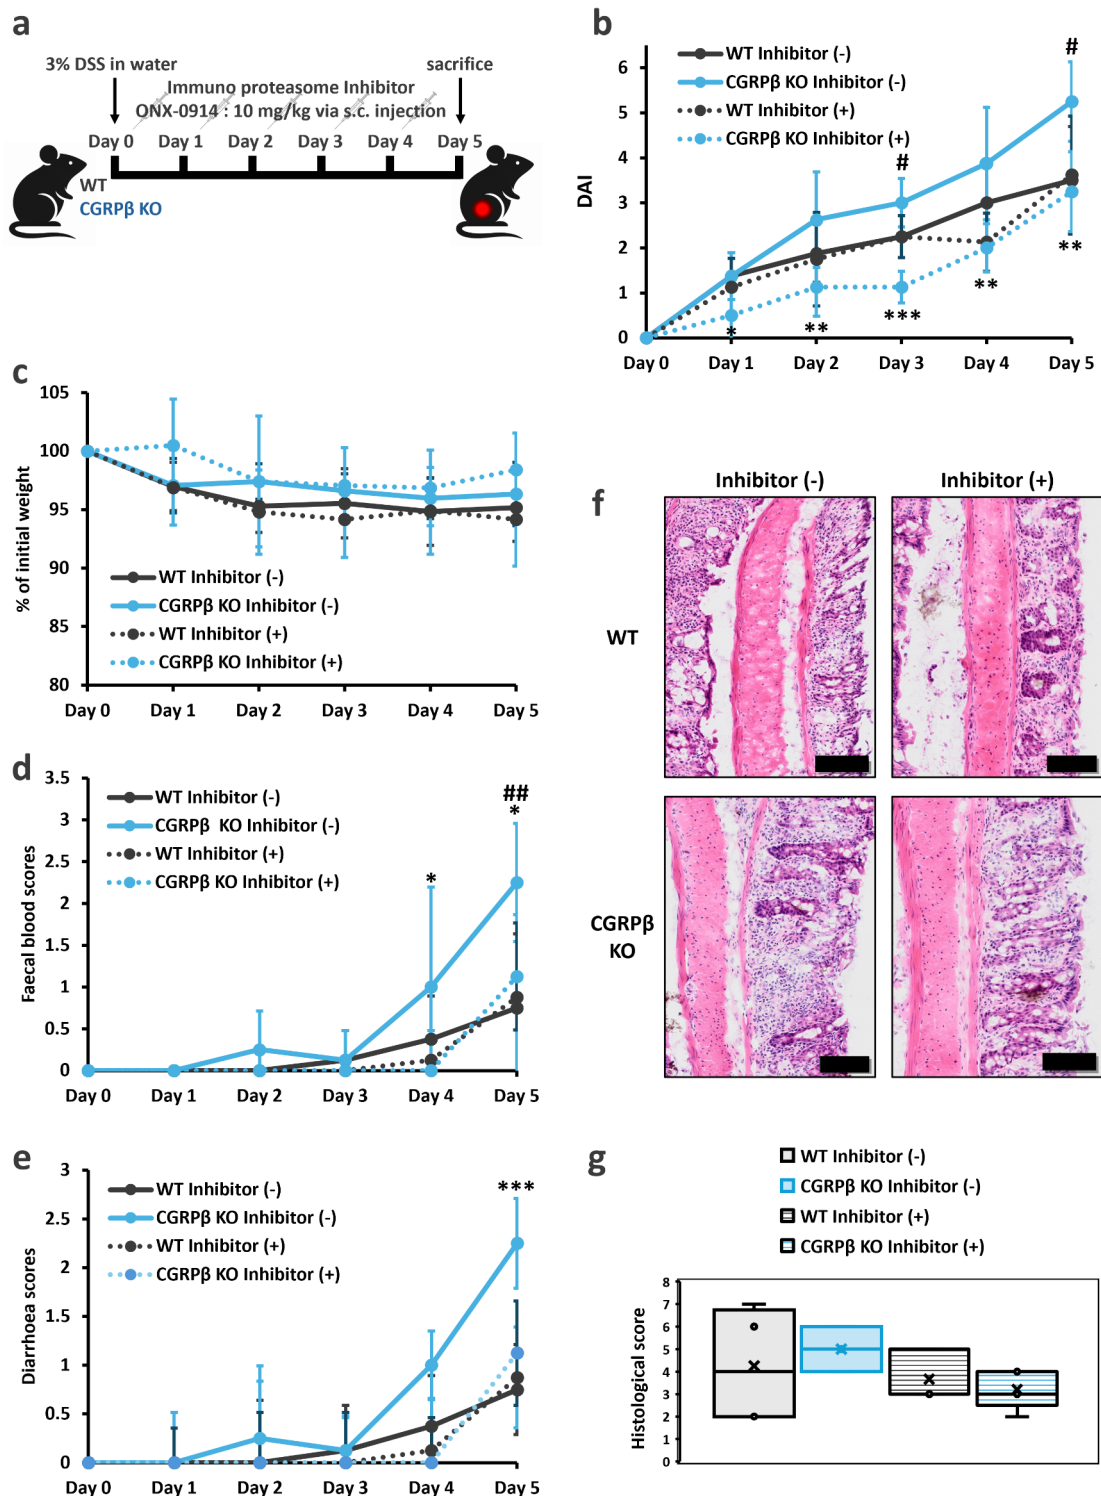 a
3% DSS in water
sacrifice
Immuno proteasome Inhibitor
ONX-0914 : 10 mg/kg via s.c. injection
Day 0 Day 1 Day 2 Day 3 Day 4 Day 5
WT
CGRPβ KO
b
WT Inhibitor (-)
CGRPβ KO Inhibitor (-)
WT Inhibitor (+)
CGRPβ KO Inhibitor (+)
#
#
DAI
6
5
4
3
2
1
0
*
**
***
**
**
Day 0 Day 1 Day 2 Day 3 Day 4 Day 5
c
% of initial weight
105
100
95
90
85
80
WT Inhibitor (-)
CGRPβ KO Inhibitor (-)
WT Inhibitor (+)
CGRPβ KO Inhibitor (+)
Day 0 Day 1 Day 2 Day 3 Day 4 Day 5
d
Faecal blood scores
3.5
3
2.5
2
1.5
1
0.5
0
WT Inhibitor (-)
CGRPβ KO Inhibitor (-)
WT Inhibitor (+)
CGRPβ KO Inhibitor (+)
*
##
*
Day 0 Day 1 Day 2 Day 3 Day 4 Day 5
e
Diarrhoea scores
3
2.5
2
1.5
1
0.5
0
WT Inhibitor (-)
CGRPβ KO Inhibitor (-)
WT Inhibitor (+)
CGRPβ KO Inhibitor (+)
***
Day 0 Day 1 Day 2 Day 3 Day 4 Day 5
f
Inhibitor (-) Inhibitor (+)
WT
CGRPβ
KO
g
WT Inhibitor (-)
CGRPβ KO Inhibitor (-)
WT Inhibitor (+)
CGRPβ KO Inhibitor (+)
Histological score
8
7
6
5
4
3
2
1
0